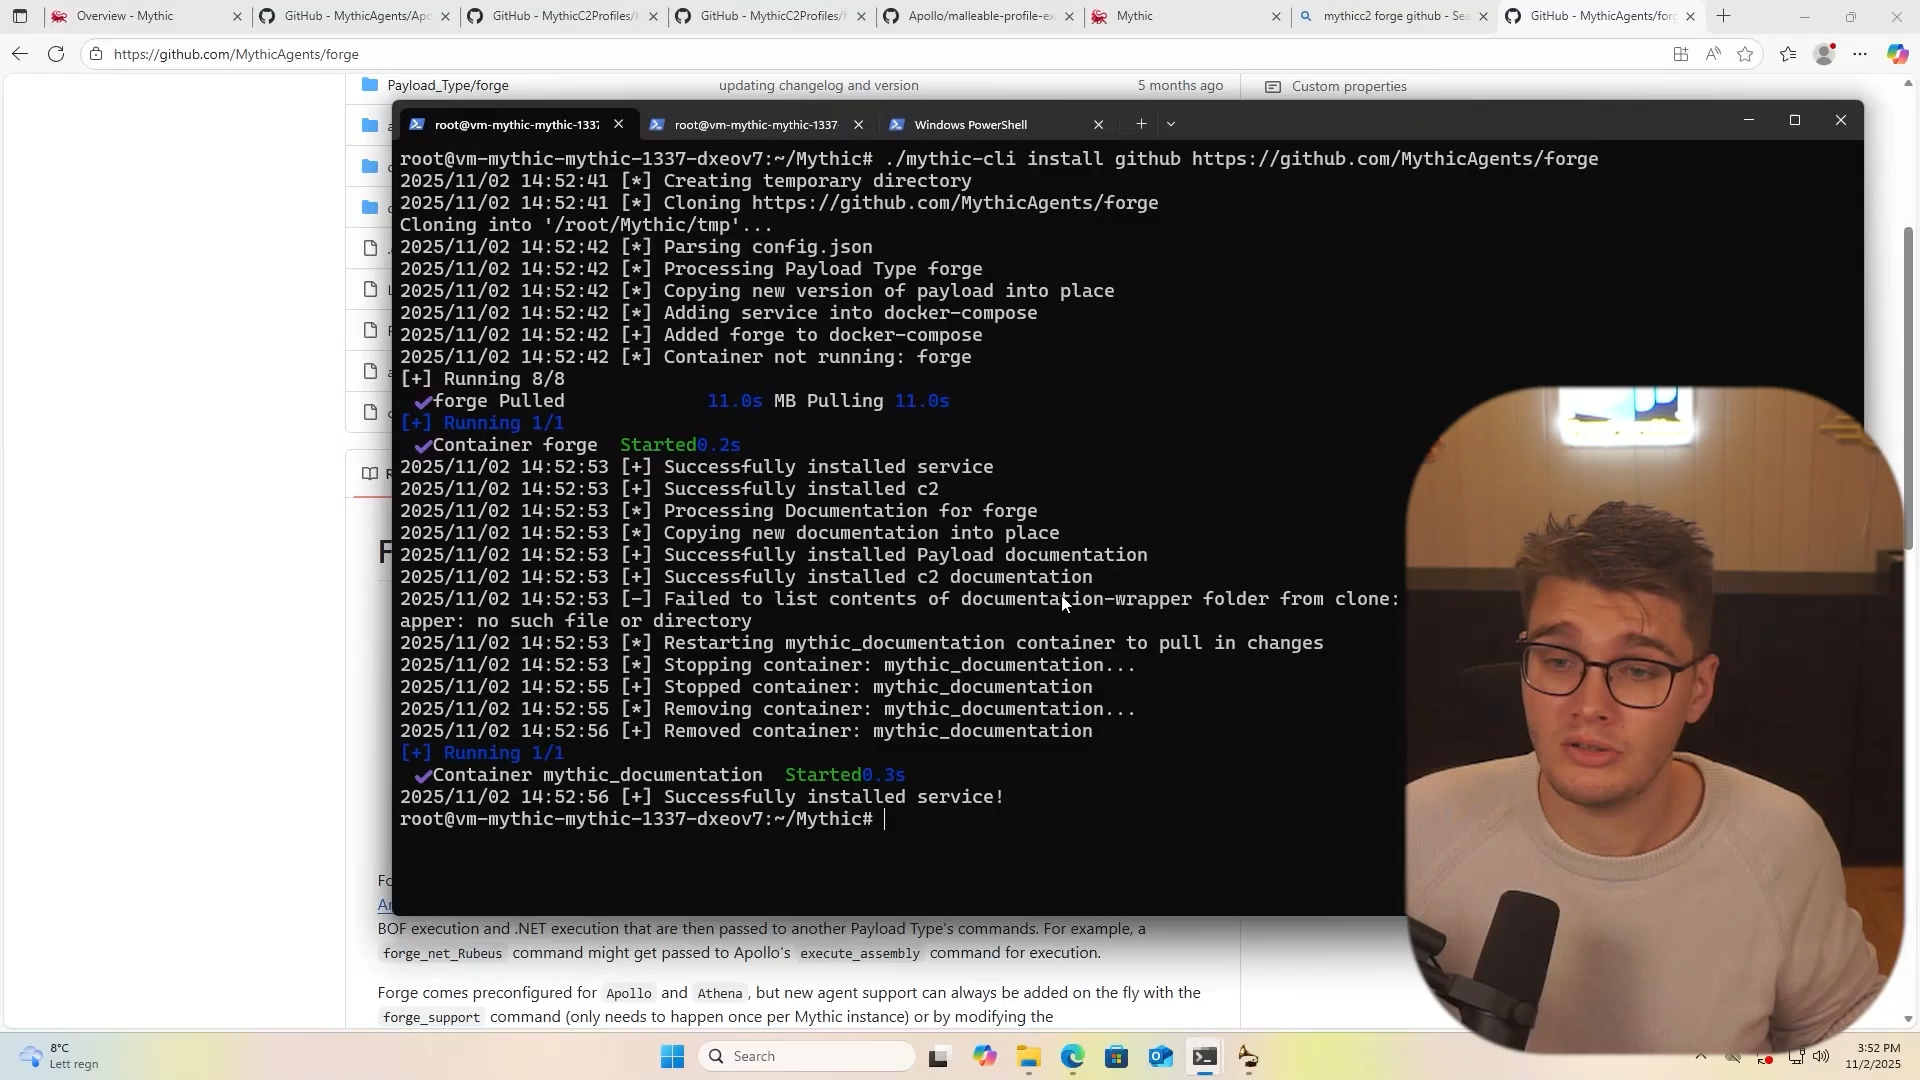 Overview - Mythic
GitHub - MythicAgents/Apo
GitHub - MythicC2Profiles/
GitHub - MythicC2Profiles/
Apollo/malleable-profile-ex
Mythic
mythicc2 forge github - Sea
GitHub - MythicAgents/forg
https://github.com/MythicAgents/forge
Payload_Type/forge
updating changelog and version
5 months ago
Custom properties
root@vm-mythic-mythic-1337
root@vm-mythic-mythic-1337-
Windows PowerShell
root@vm-mythic-mythic-1337-dxeov7:~/Mythic# ./mythic-cli install github https://github.com/MythicAgents/forge
2025/11/02 14:52:41 [*] Creating temporary directory
2025/11/02 14:52:41 [*] Cloning https://github.com/MythicAgents/forge
Cloning into '/root/Mythic/tmp'...
2025/11/02 14:52:42 [*] Parsing config.json
2025/11/02 14:52:42 [*] Processing Payload Type forge
2025/11/02 14:52:42 [*] Copying new version of payload into place
2025/11/02 14:52:42 [*] Adding service into docker-compose
2025/11/02 14:52:42 [+] Added forge to docker-compose
2025/11/02 14:52:42 [*] Container not running: forge
[+] Running 8/8
✔forge Pulled 11.0s MB Pulling 11.0s
[+] Running 1/1
✔Container forge Started0.2s
2025/11/02 14:52:53 [+] Successfully installed service
2025/11/02 14:52:53 [+] Successfully installed c2
2025/11/02 14:52:53 [*] Processing Documentation for forge
2025/11/02 14:52:53 [*] Copying new documentation into place
2025/11/02 14:52:53 [+] Successfully installed Payload documentation
2025/11/02 14:52:53 [+] Successfully installed c2 documentation
2025/11/02 14:52:53 [-] Failed to list contents of documentation-wrapper folder from clone:
apper: no such file or directory
2025/11/02 14:52:53 [*] Restarting mythic_documentation container to pull in changes
2025/11/02 14:52:53 [*] Stopping container: mythic_documentation...
2025/11/02 14:52:55 [+] Stopped container: mythic_documentation
2025/11/02 14:52:55 [*] Removing container: mythic_documentation...
2025/11/02 14:52:56 [+] Removed container: mythic_documentation
[+] Running 1/1
✔Container mythic_documentation Started0.3s
2025/11/02 14:52:56 [+] Successfully installed service!
root@vm-mythic-mythic-1337-dxeov7:~/Mythic#
BOF execution and .NET execution that are then passed to another Payload Type's commands. For example, a
forge_net_Rubeus command might get passed to Apollo's execute_assembly command for execution.
Forge comes preconfigured for Apollo and Athena, but new agent support can always be added on the fly with the
forge_support command (only needs to happen once per Mythic instance) or by modifying the
8°C
Lett regn
Search
3:52 PM
11/2/2025